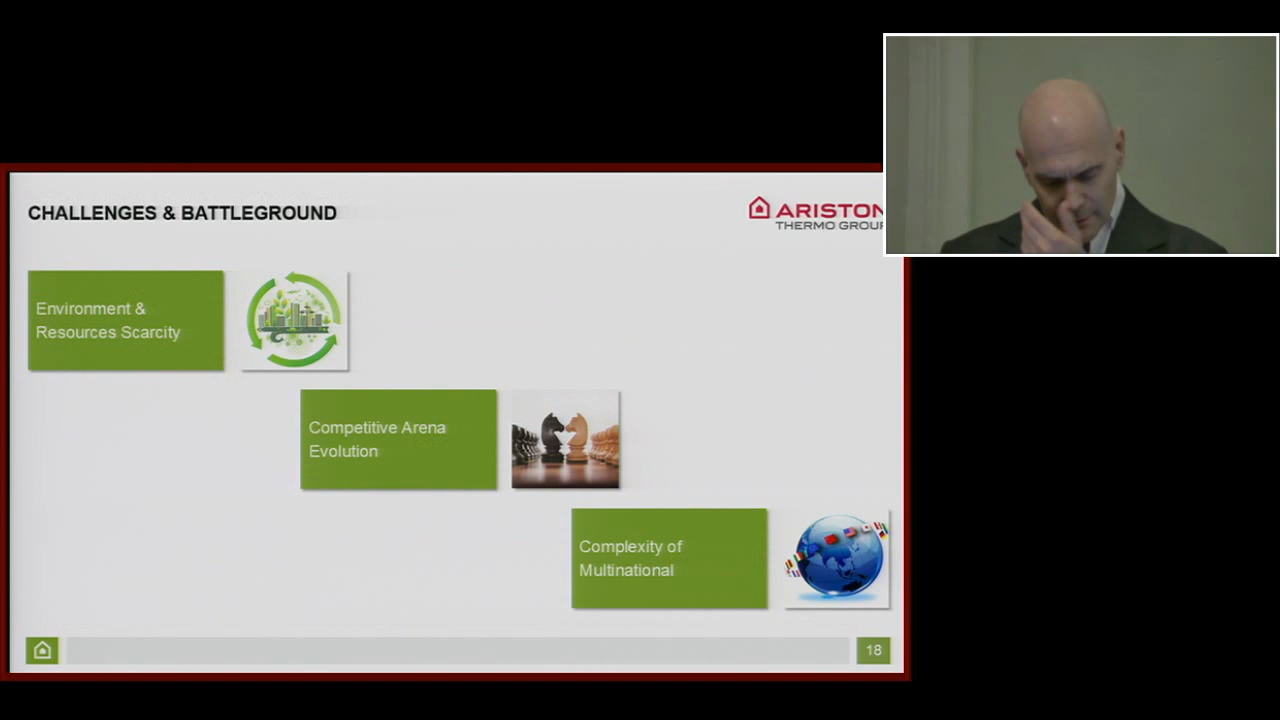 CHALLENGES & BATTLEGROUND
ARISTON
THERMO GROUP
Environment &
Resources Scarcity
Competitive Arena
Evolution
Complexity of
Multinational
18